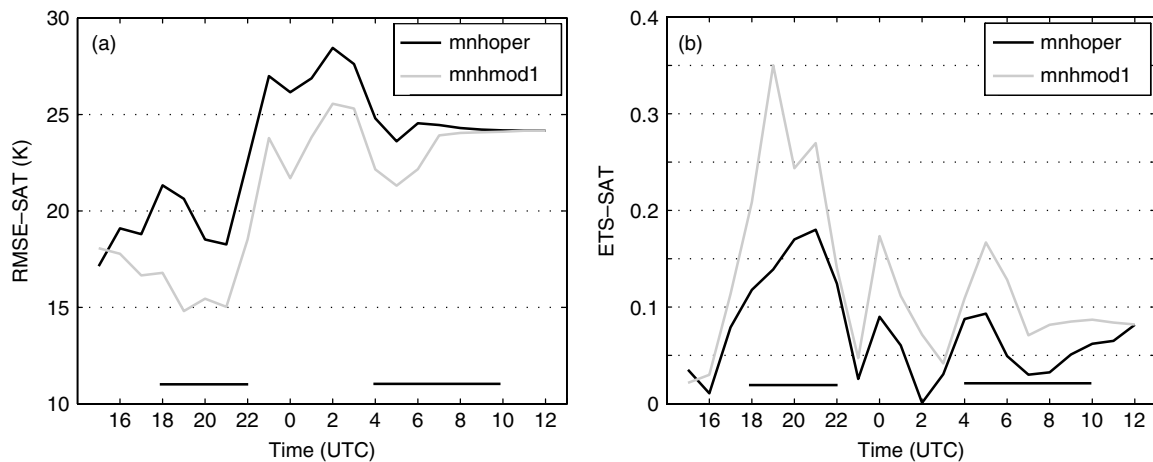 (a)
mnhoper
mnhmod1
30
25
20
15
10
RMSE−SAT (K)
16 18 20 22 0 2 4 6 8 10 12
Time (UTC)
(b)
mnhoper
mnhmod1
0.4
0.3
0.2
0.1
0
ETS−SAT
16 18 20 22 0 2 4 6 8 10 12
Time (UTC)